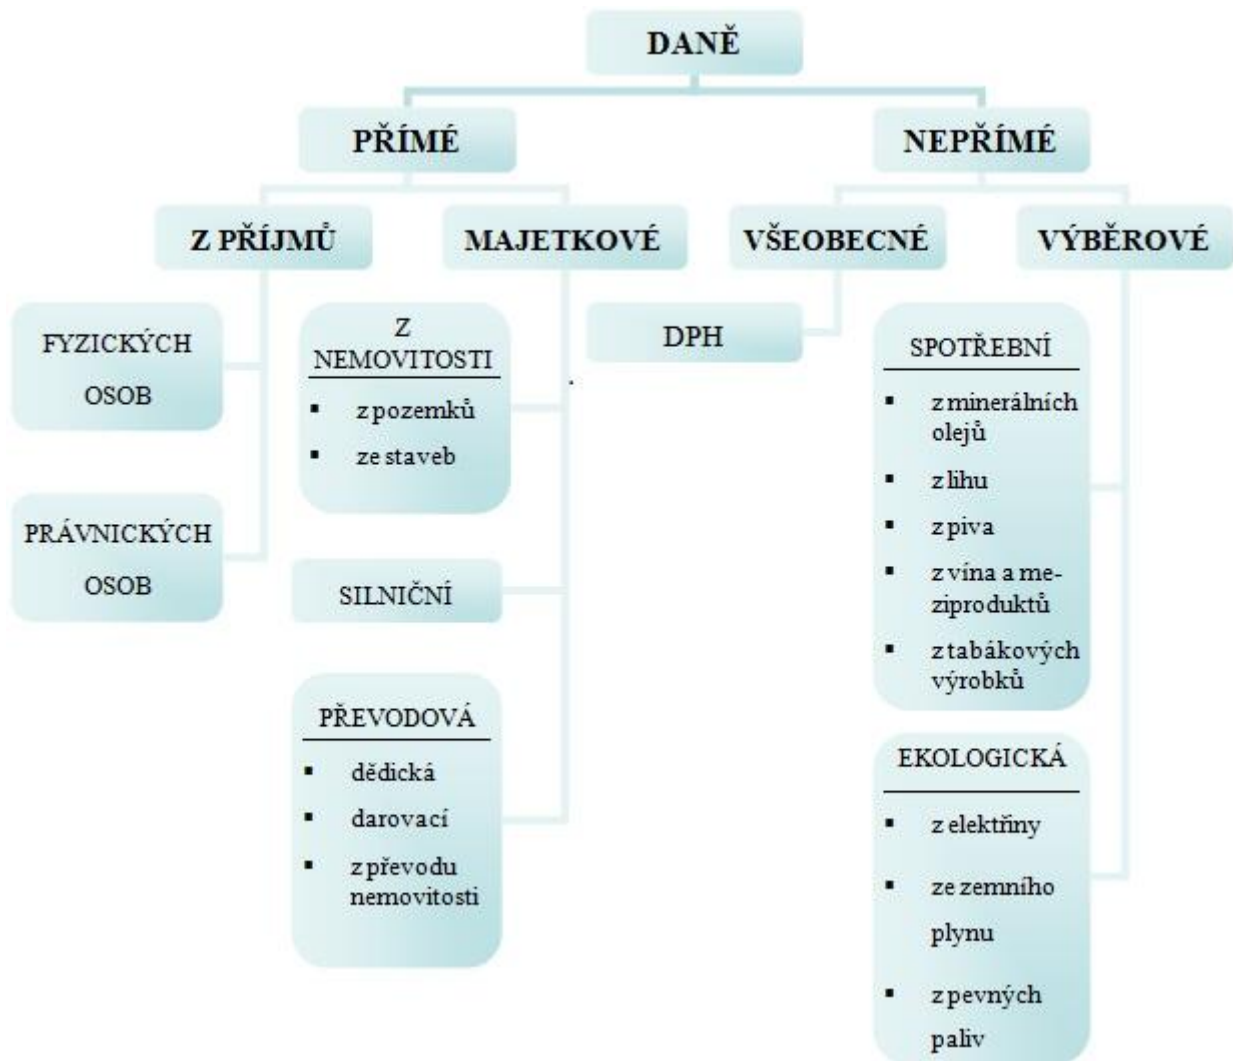 DANĚ
PŘÍMÉ
NEPŘÍMÉ
Z PŘÍJMŮ
MAJETKOVÉ
VŠEOBECNÉ
VÝBĚROVÉ
FYZICKÝCH
OSOB
PRÁVNICKÝCH
OSOB
Z
NEMOVITOSTI
▪ z pozemků
▪ ze staveb
SILNIČNÍ
PŘEVODOVÁ
▪ dědická
▪ darovací
▪ z převodu
nemovitosti
DPH
SPOTŘEBNÍ
▪ z minerálních
olejů
▪ z lihu
▪ z piva
▪ z vína a me-
ziproduktů
▪ z tabákových
výrobků
EKOLOGICKÁ
▪ z elektřiny
▪ ze zemního
plynu
▪ z pevných
paliv